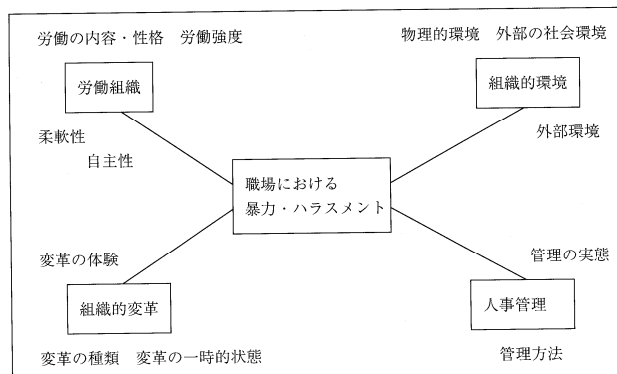 労働の内容・性格　労働強度
物理的環境　外部の社会環境
労働組織
組織的環境
柔軟性
自主性
外部環境
職場における
暴力・ハラスメント
変革の体験
管理の実態
組織的変革
人事管理
変革の種類　変革の一時的状態
管理方法